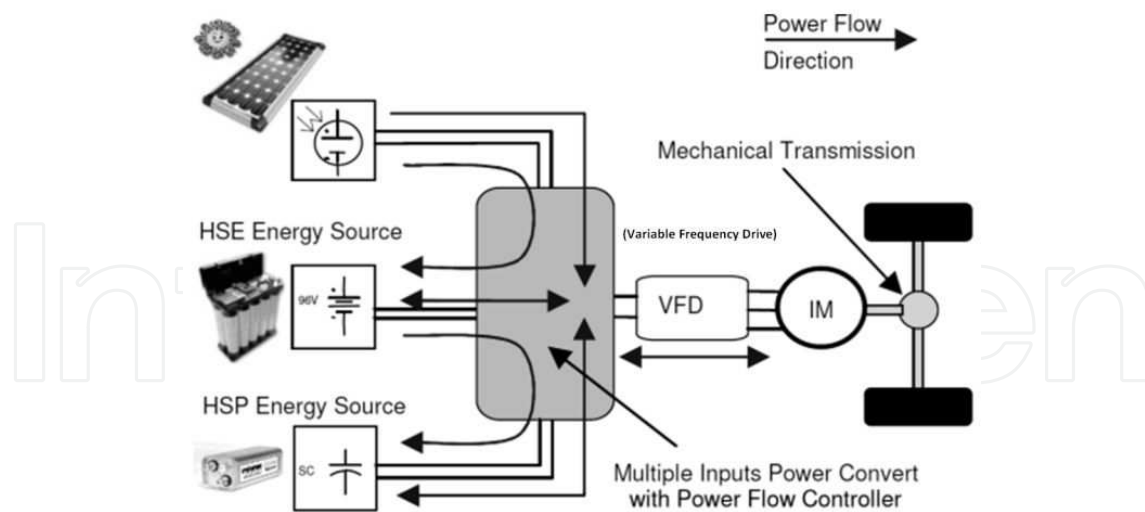 Power Flow
Direction
Mechanical Transmission
HSE Energy Source
(Variable Frequency Drive)
96V
VFD
IM
HSP Energy Source
SC
Multiple Inputs Power Convert
with Power Flow Controller